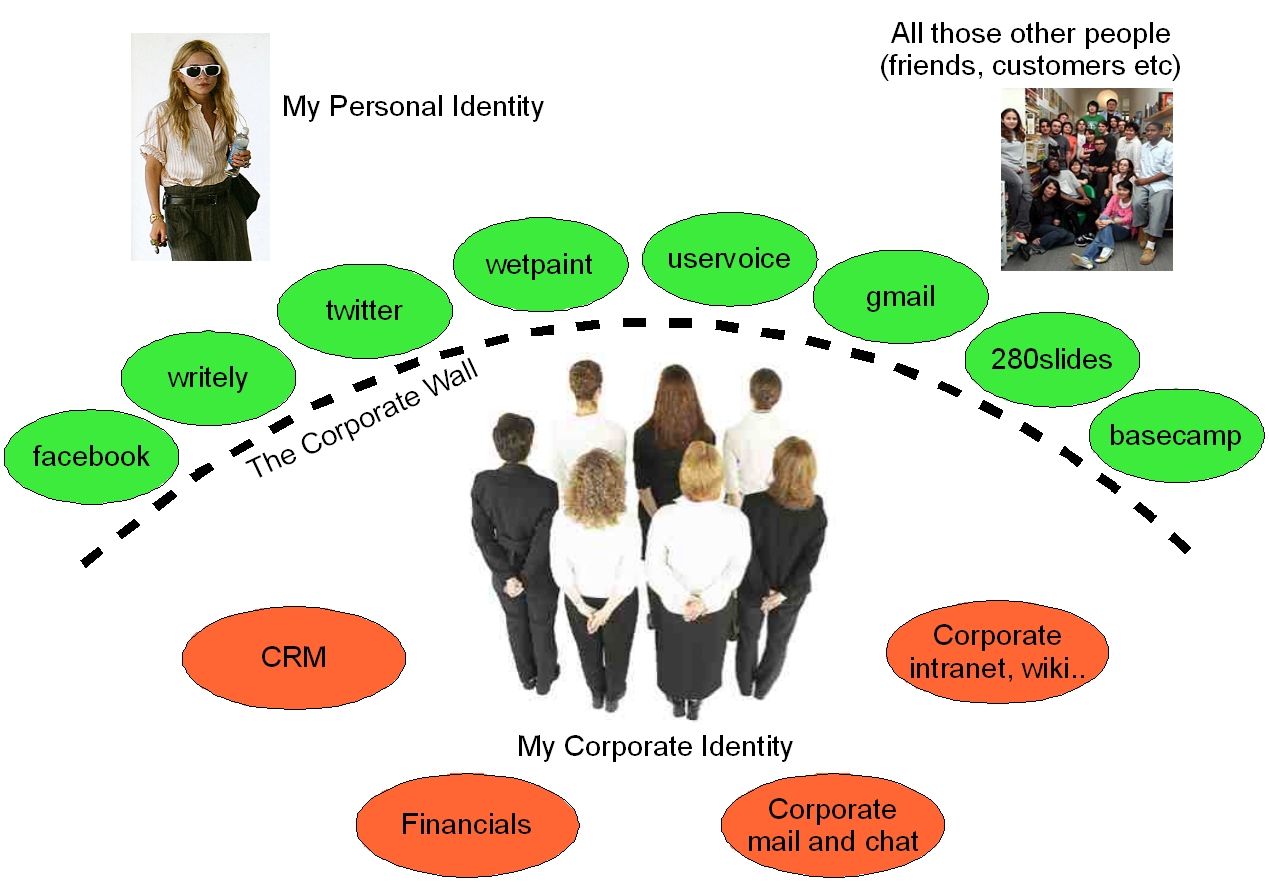 All those other people
(friends, customers etc)
My Personal Identity
wetpaint
uservoice
twitter
gmail
writely
280slides
facebook
basecamp
The Corporate Wall
CRM
Corporate
intranet, wiki..
My Corporate Identity
Financials
Corporate
mail and chat